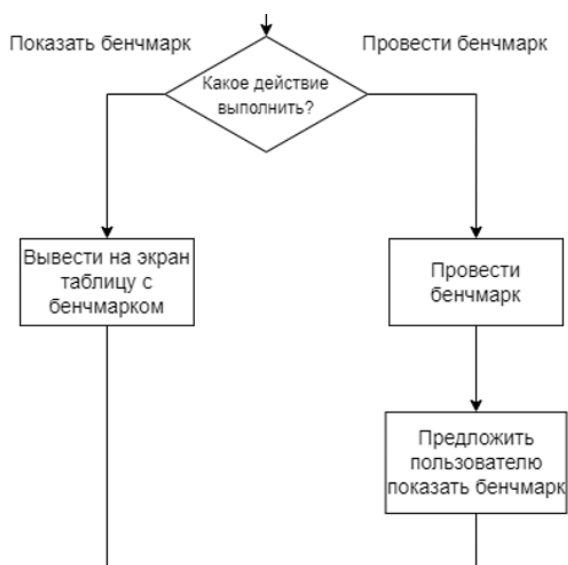 Показать бенчмарк
Провести бенчмарк
Какое действие
выполнить?
Вывести на экран
таблицу с
бенчмарком
Провести
бенчмарк
Предложить
пользователю
показать бенчмарк